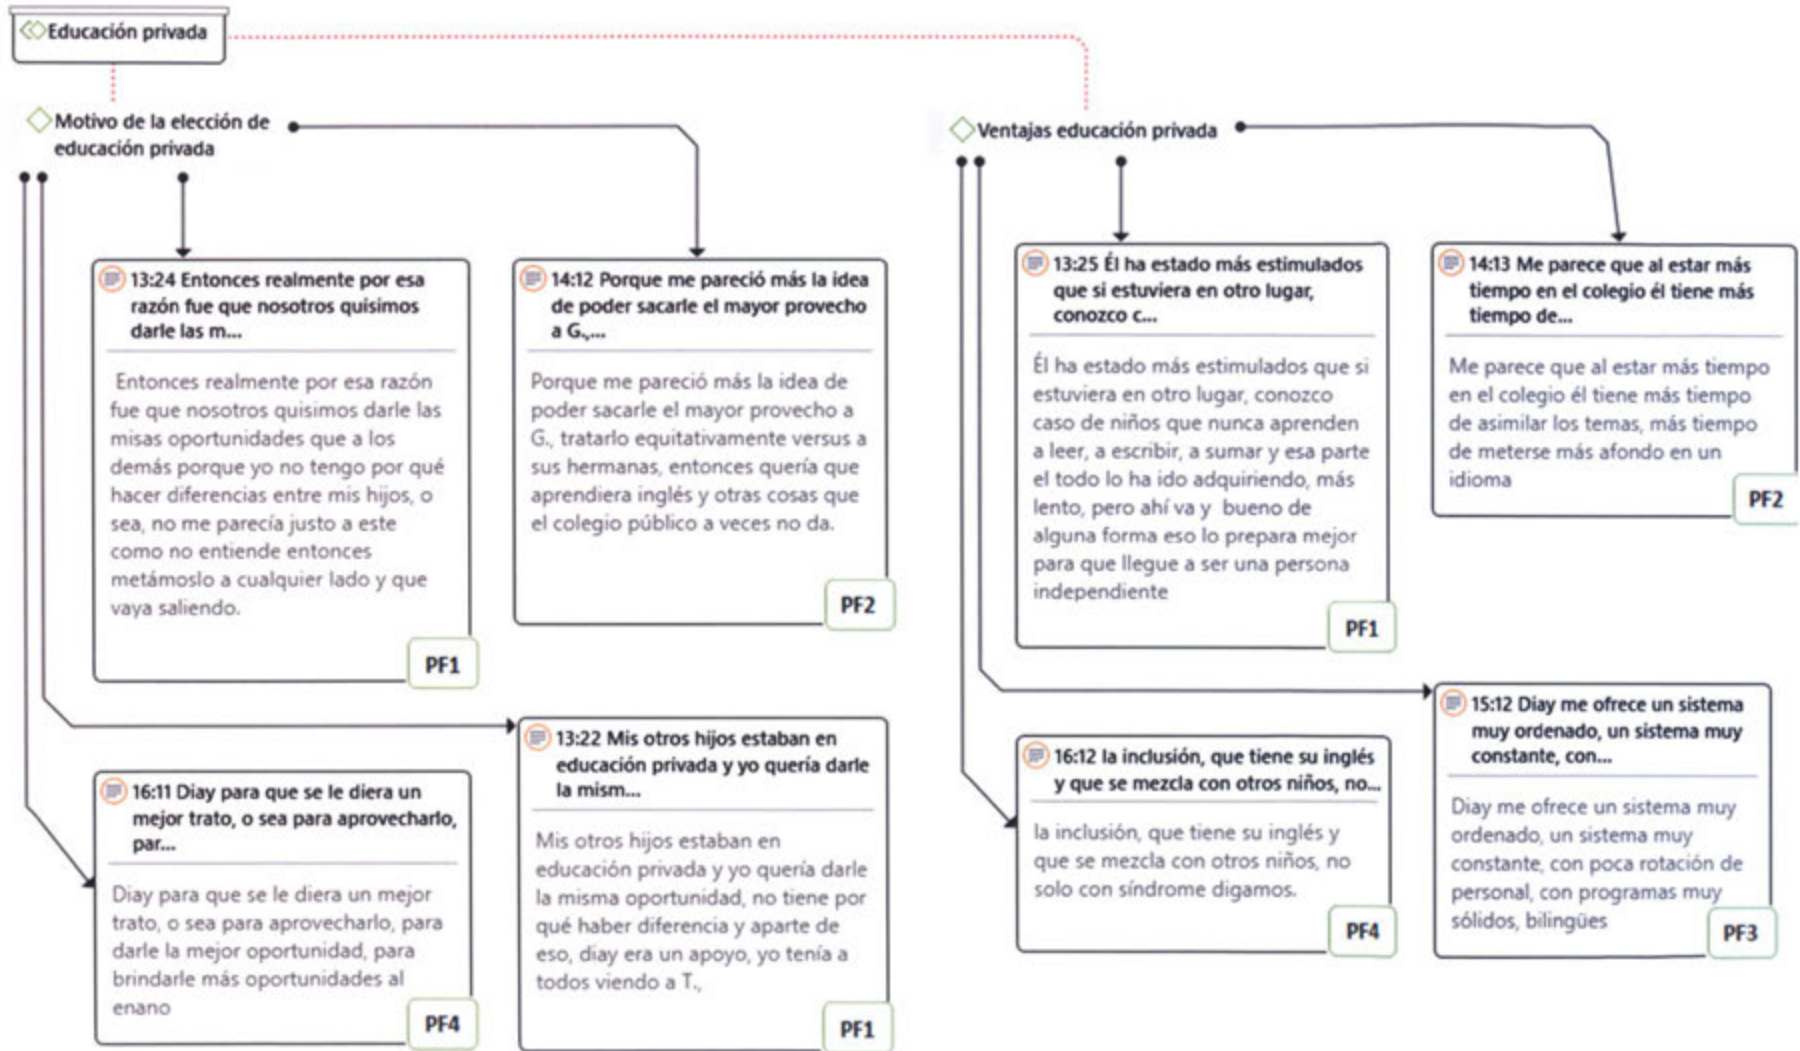 Educación privada
Motivo de la elección de
educación privada
13:24 Entonces realmente por esa
razón fue que nosotros quisimos
darle las m...
Entonces realmente por esa razón
fue que nosotros quisimos darle las
misas oportunidades que a los
demás porque yo no tengo por qué
hacer diferencias entre mis hijos, o
sea, no me parecía justo a este
como no entiende entonces
metámoslo a cualquier lado y que
vaya saliendo.
PF1
14:12 Porque me pareció más la idea
de poder sacarle el mayor provecho
a G.,...
Porque me pareció más la idea de
poder sacarle el mayor provecho a
G., tratarlo equitativamente versus a
sus hermanas, entonces quería que
aprendiera inglés y otras cosas que
el colegio público a veces no da.
PF2
16:11 Diay para que se le diera un
mejor trato, o sea para aprovecharlo,
par...
Diay para que se le diera un mejor
trato, o sea para aprovecharlo, para
darle la mejor oportunidad, para
brindarle más oportunidades al
enano
PF4
13:22 Mis otros hijos estaban en
educación privada y yo quería darle
la mism...
Mis otros hijos estaban en
educación privada y yo quería darle
la misma oportunidad, no tiene por
qué haber diferencia y aparte de
eso, diay era un apoyo, yo tenía a
todos viendo a T.,
PF1
Ventajas educación privada
13:25 Él ha estado más estimulados
que si estuviera en otro lugar,
conozco c...
Él ha estado más estimulados que si
estuviera en otro lugar, conozco
caso de niños que nunca aprenden
a leer, a escribir, a sumar y esa parte
el todo lo ha ido adquiriendo, más
lento, pero ahí va y bueno de
alguna forma eso lo prepara mejor
para que llegue a ser una persona
independiente
PF1
14:13 Me parece que al estar más
tiempo en el colegio él tiene más
tiempo de...
Me parece que al estar más tiempo
en el colegio él tiene más tiempo
de asimilar los temas, más tiempo
de meterse más afondo en un
idioma
PF2
16:12 la inclusión, que tiene su inglés
y que se mezcla con otros niños, no...
la inclusión, que tiene su inglés y
que se mezcla con otros niños, no
solo con síndrome digamos.
PF4
15:12 Diay me ofrece un sistema
muy ordenado, un sistema muy
constante, con...
Diay me ofrece un sistema muy
ordenado, un sistema muy
constante, con poca rotación de
personal, con programas muy
sólidos, bilingües
PF3